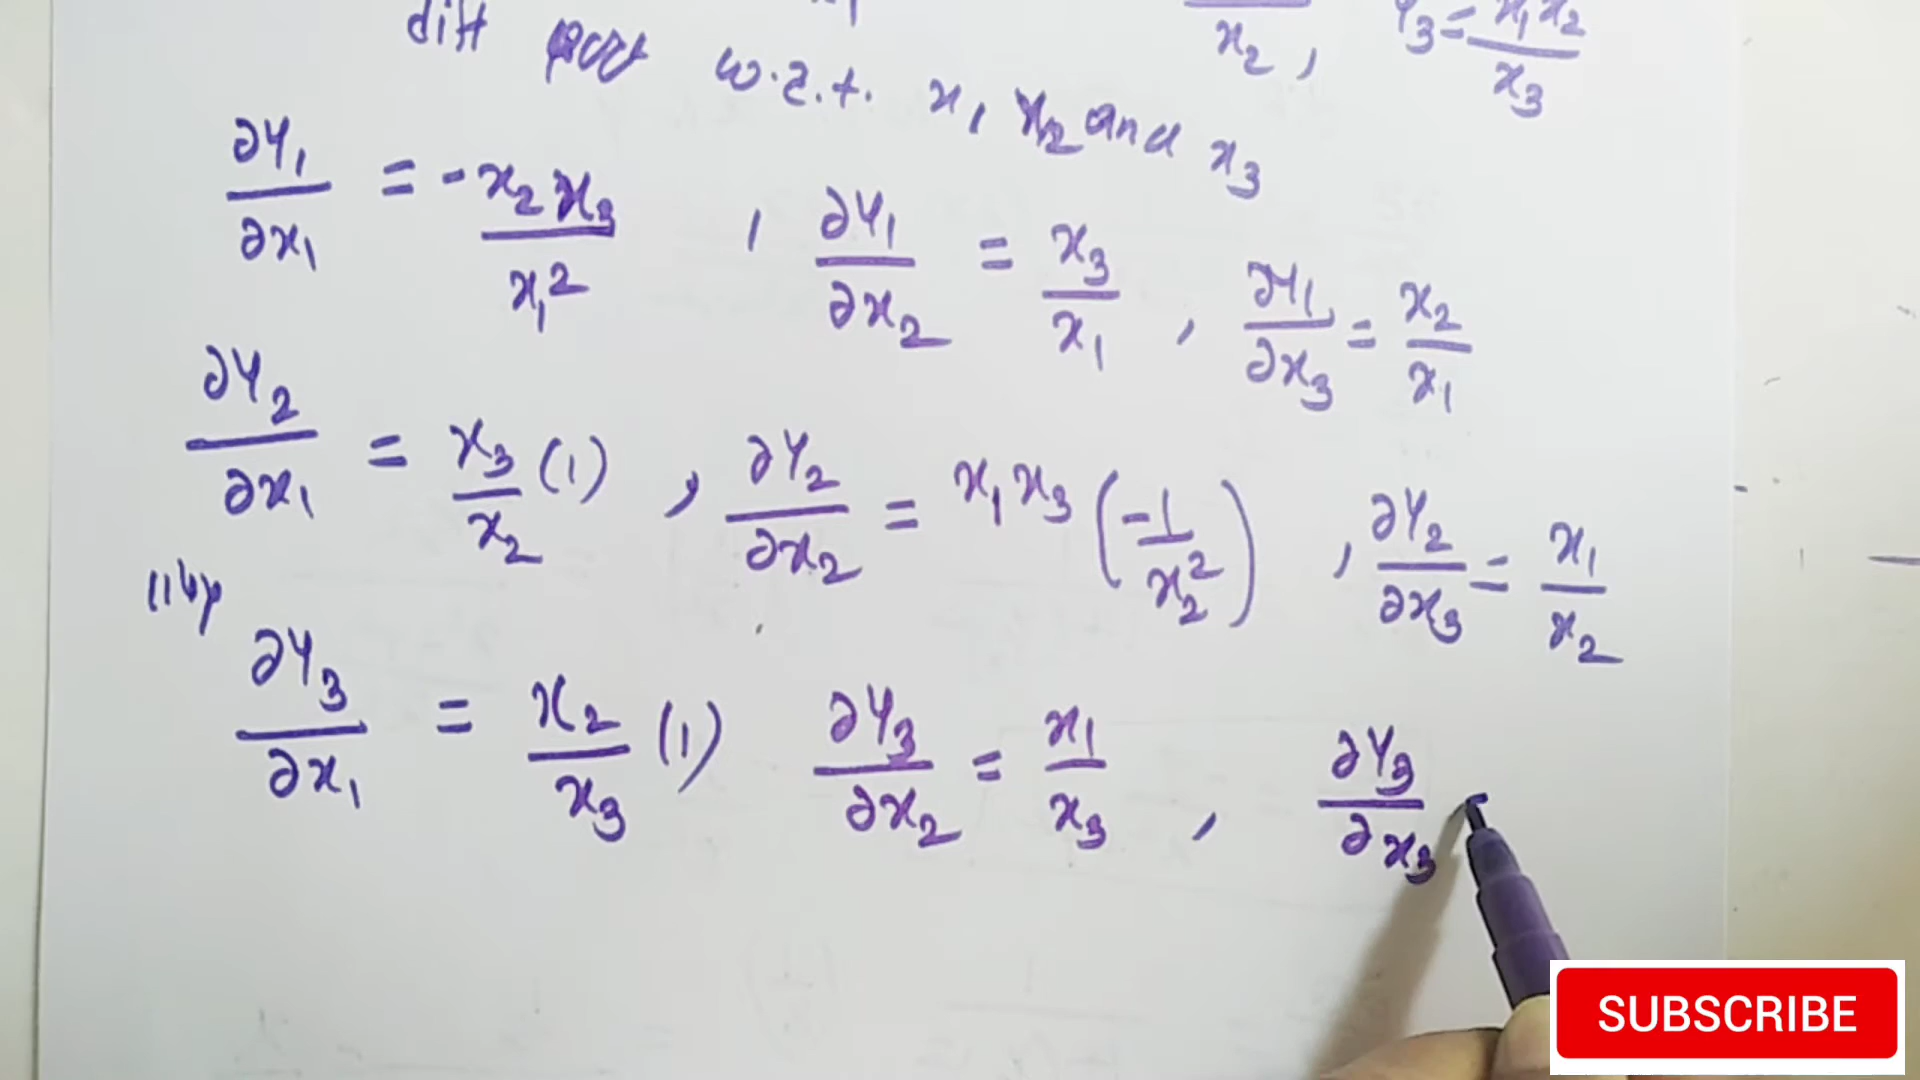 x₂ , Y₃ = x₁x₂/x₃
diff w.r.t. x₁ x₂ and x₃
∂Y₁/∂x₁ = - x₂x₃/x₁² , ∂Y₁/∂x₂ = x₃/x₁ , ∂Y₁/∂x₃ = x₂/x₁
∂Y₂/∂x₁ = x₃/x₂ (1) , ∂Y₂/∂x₂ = x₁x₃ (-1/x₂²) , ∂Y₂/∂x₃ = x₁/x₂
111ly
∂Y₃/∂x₁ = x₂/x₃ (1) ∂Y₃/∂x₂ = x₁/x₃ , ∂Y₃/∂x₃
SUBSCRIBE